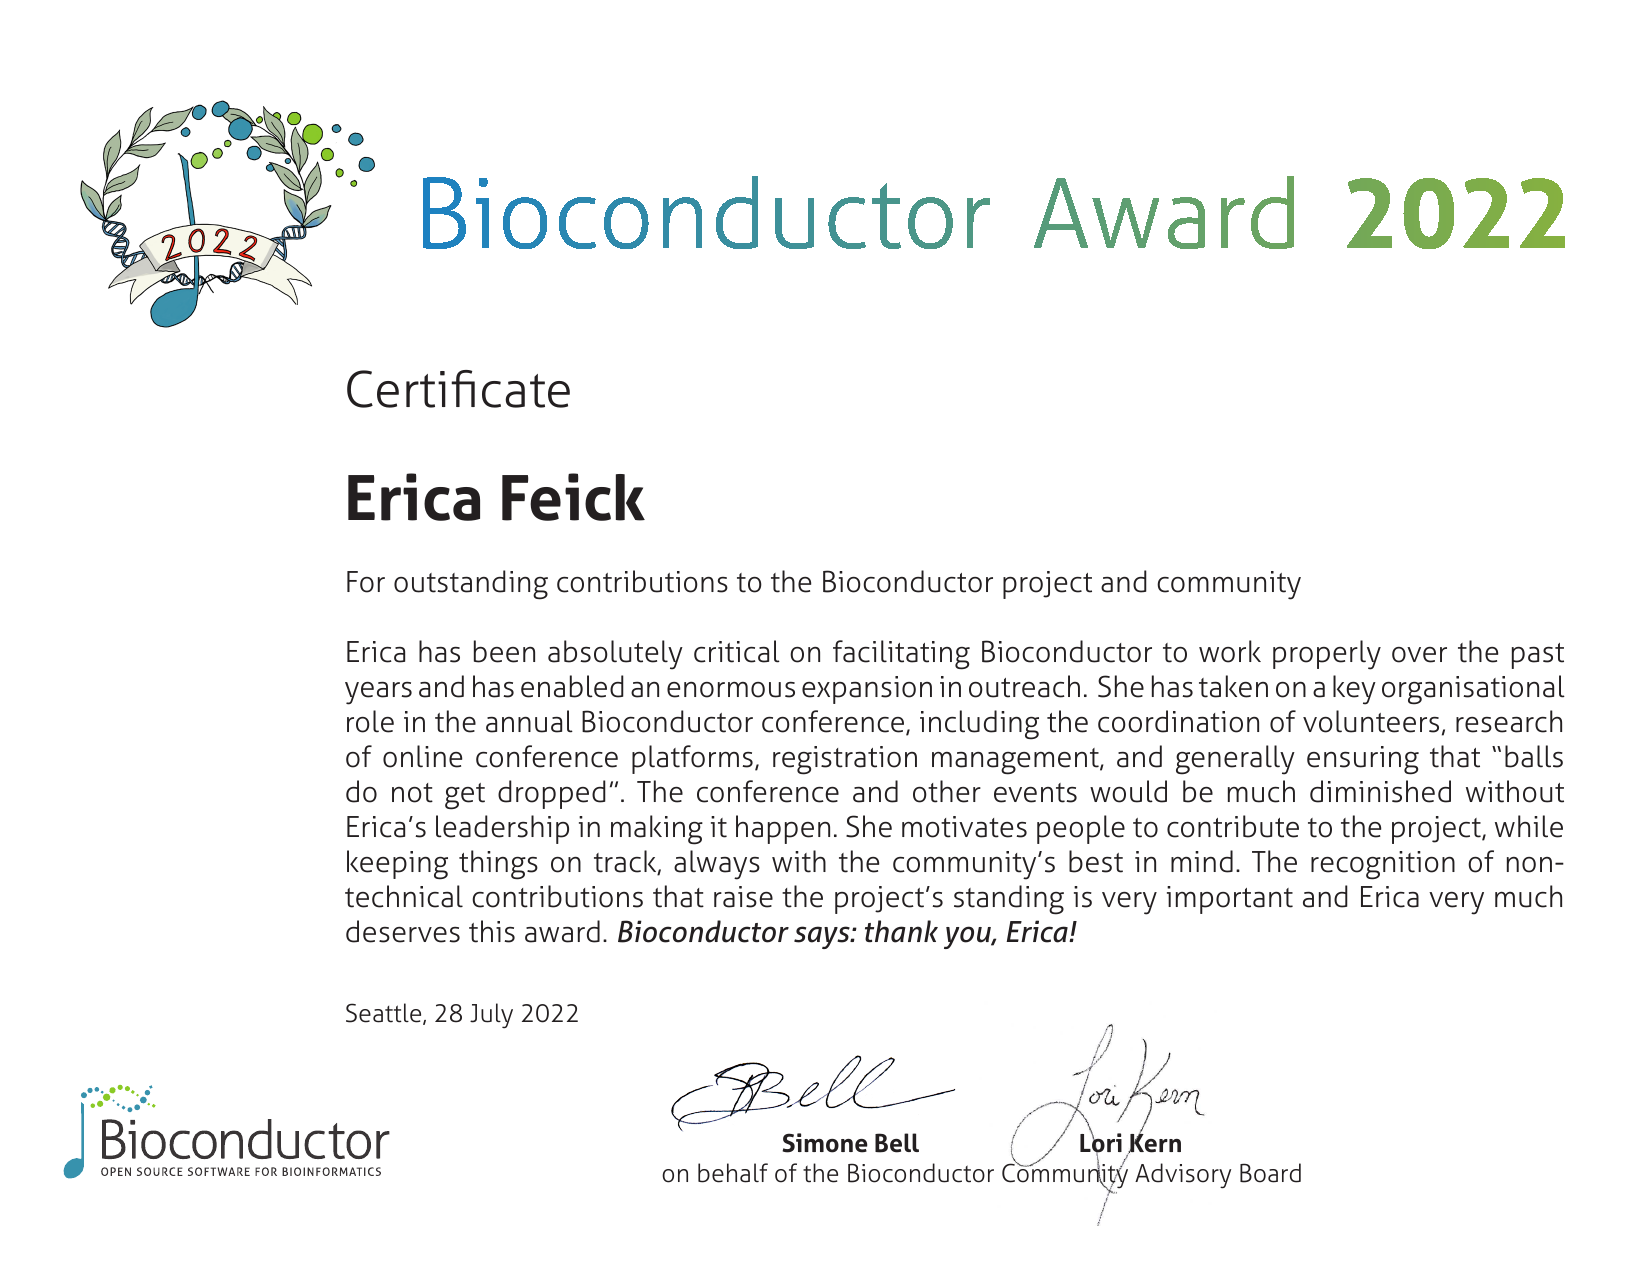 2022
Bioconductor Award 2022
Certificate
Erica Feick
For outstanding contributions to the Bioconductor project and community
Erica has been absolutely critical on facilitating Bioconductor to work properly over the past
years and has enabled an enormous expansion in outreach. She has taken on a key organisational
role in the annual Bioconductor conference, including the coordination of volunteers, research
of online conference platforms, registration management, and generally ensuring that “balls
do not get dropped”. The conference and other events would be much diminished without
Erica’s leadership in making it happen. She motivates people to contribute to the project, while
keeping things on track, always with the community’s best in mind. The recognition of non-
technical contributions that raise the project’s standing is very important and Erica very much
deserves this award. Bioconductor says: thank you, Erica!
Seattle, 28 July 2022
SBell Lori Kern
Simone Bell Lori Kern
on behalf of the Bioconductor Community Advisory Board
Bioconductor
OPEN SOURCE SOFTWARE FOR BIOINFORMATICS